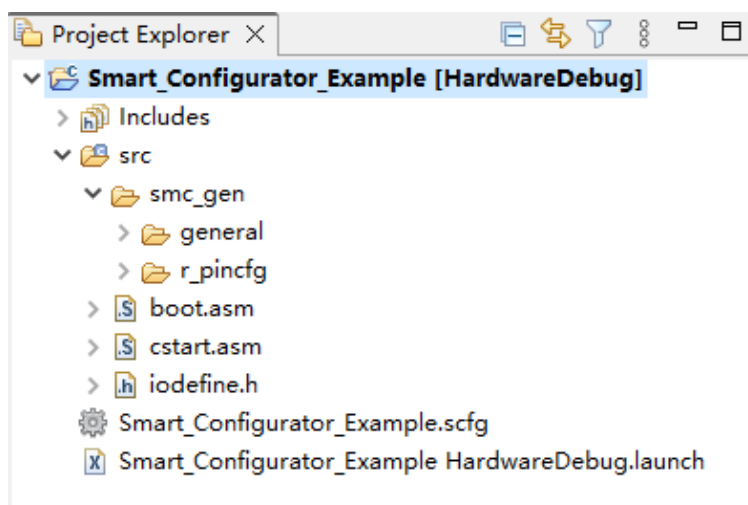 Project Explorer
Smart_Configurator_Example [HardwareDebug]
Includes
src
smc_gen
general
r_pincfg
boot.asm
cstart.asm
iodefine.h
Smart_Configurator_Example.scfg
Smart_Configurator_Example HardwareDebug.launch